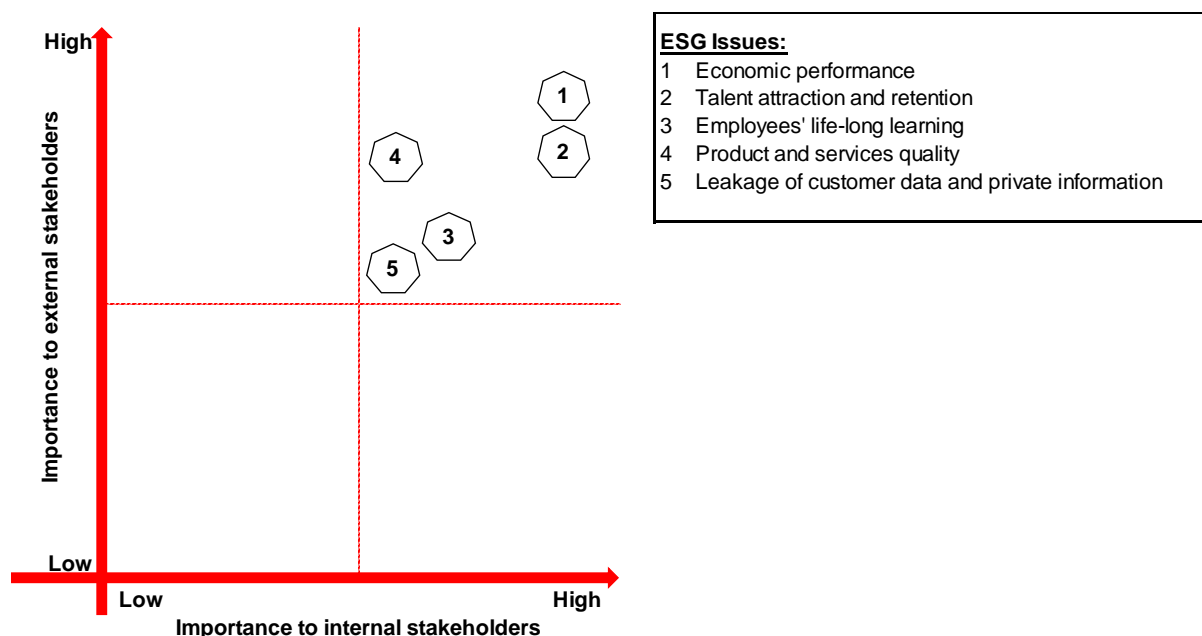 High
Importance to external stakeholders
Low
Low
High
Importance to internal stakeholders
1
2
4
3
5
ESG Issues:
1 Economic performance
2 Talent attraction and retention
3 Employees' life-long learning
4 Product and services quality
5 Leakage of customer data and private information